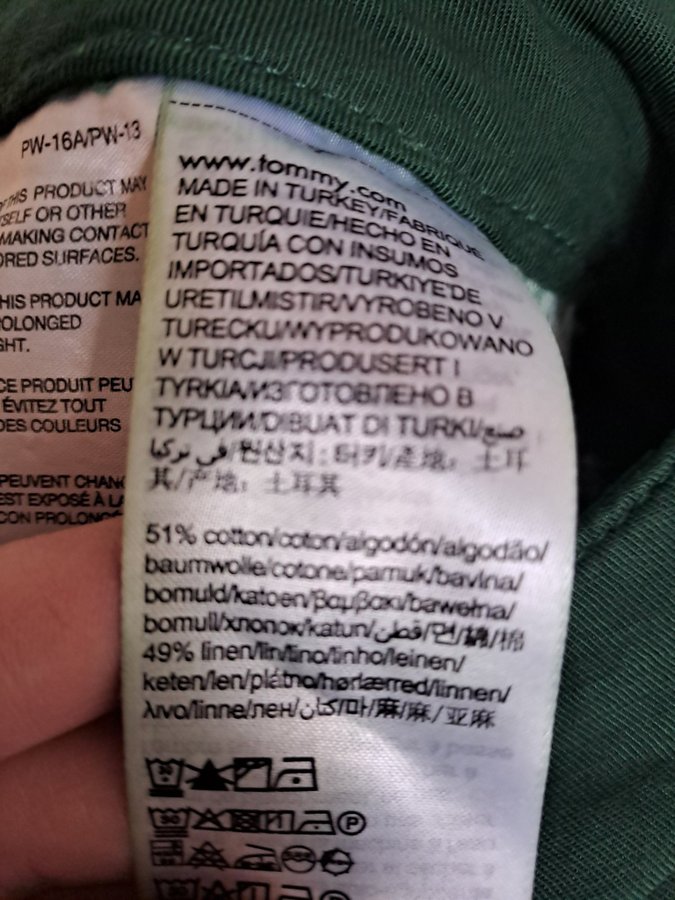 PW-16A/PW-13
THIS PRODUCT MAY
SELF OR OTHER
MAKING CONTACT
ORED SURFACES.
HIS PRODUCT MA
OLONGED
GHT.
CE PRODUIT PEU
ÉVITEZ TOUT
DES COULEURS
PEUVENT CHANG
EST EXPOSÉ À LA
CON PROLONGÉ
www.tommy.com
MADE IN TURKEY/FABRIQUE
EN TURQUIE/HECHO EN
TURQUÍA CON INSUMOS
IMPORTADOS/TURKIYE'DE
URETILMISTIR/VYROBENO V
TURECKU/WYPRODUKOWANO
W TURCJI/PRODUSERT I
TYRKIA/ИЗГОТОВЛЕНО В
ТУРЦИИ/DIBUAT DI TURKI/صنع
في تركيا/원산지: 터키/產地: 土耳
其/产地: 土耳其
51% cotton/coton/algodón/algodão/
baumwolle/cotone/pamuk/bavlna/
bomuld/katoen/βαμβακι/bawełna/
bomull/хлопок/katun/قطن/면/綿/棉
49% linen/lin/lino/linho/leinen/
keten/len/plátno/hørlærred/linnen/
λινο/linne/лен/كتان/마/麻/麻/亚麻